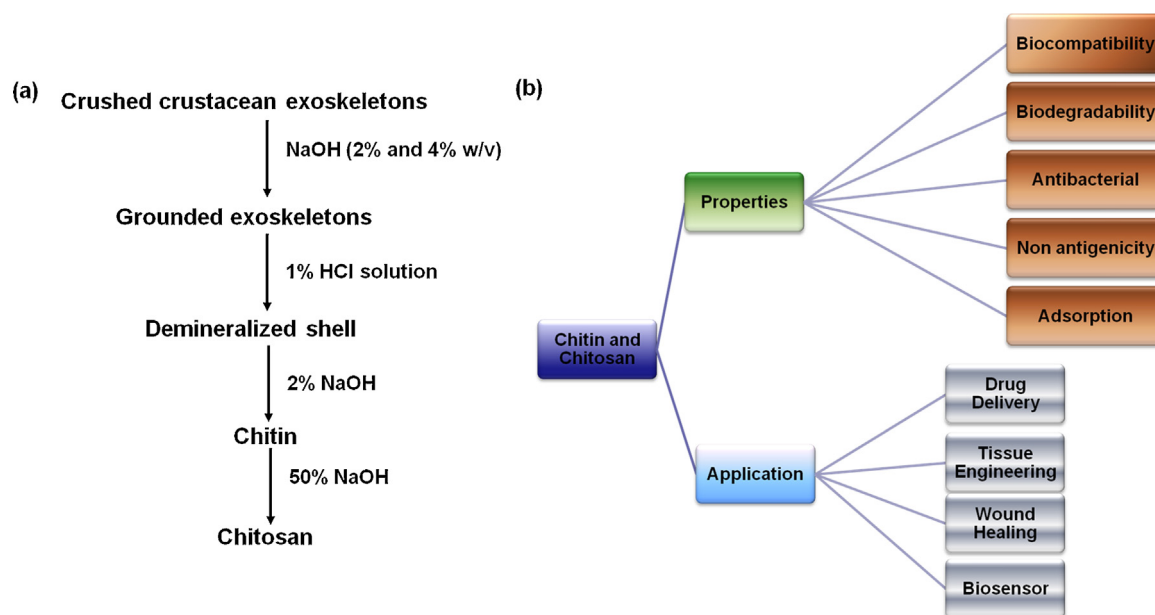 (a)
Crushed crustacean exoskeletons
NaOH (2% and 4% w/v)
Grounded exoskeletons
1% HCl solution
Demineralized shell
2% NaOH
Chitin
50% NaOH
Chitosan
(b)
Chitin and
Chitosan
Properties
Biocompatibility
Biodegradability
Antibacterial
Non antigenicity
Adsorption
Application
Drug
Delivery
Tissue
Engineering
Wound
Healing
Biosensor